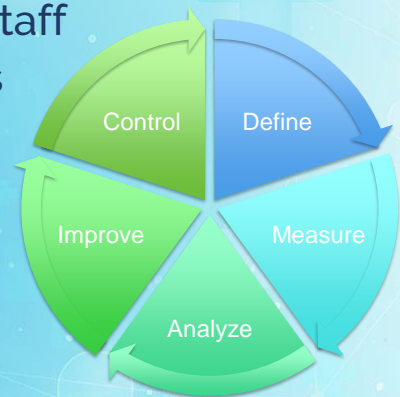 taff
s
Control
Define
Improve
Measure
Analyze